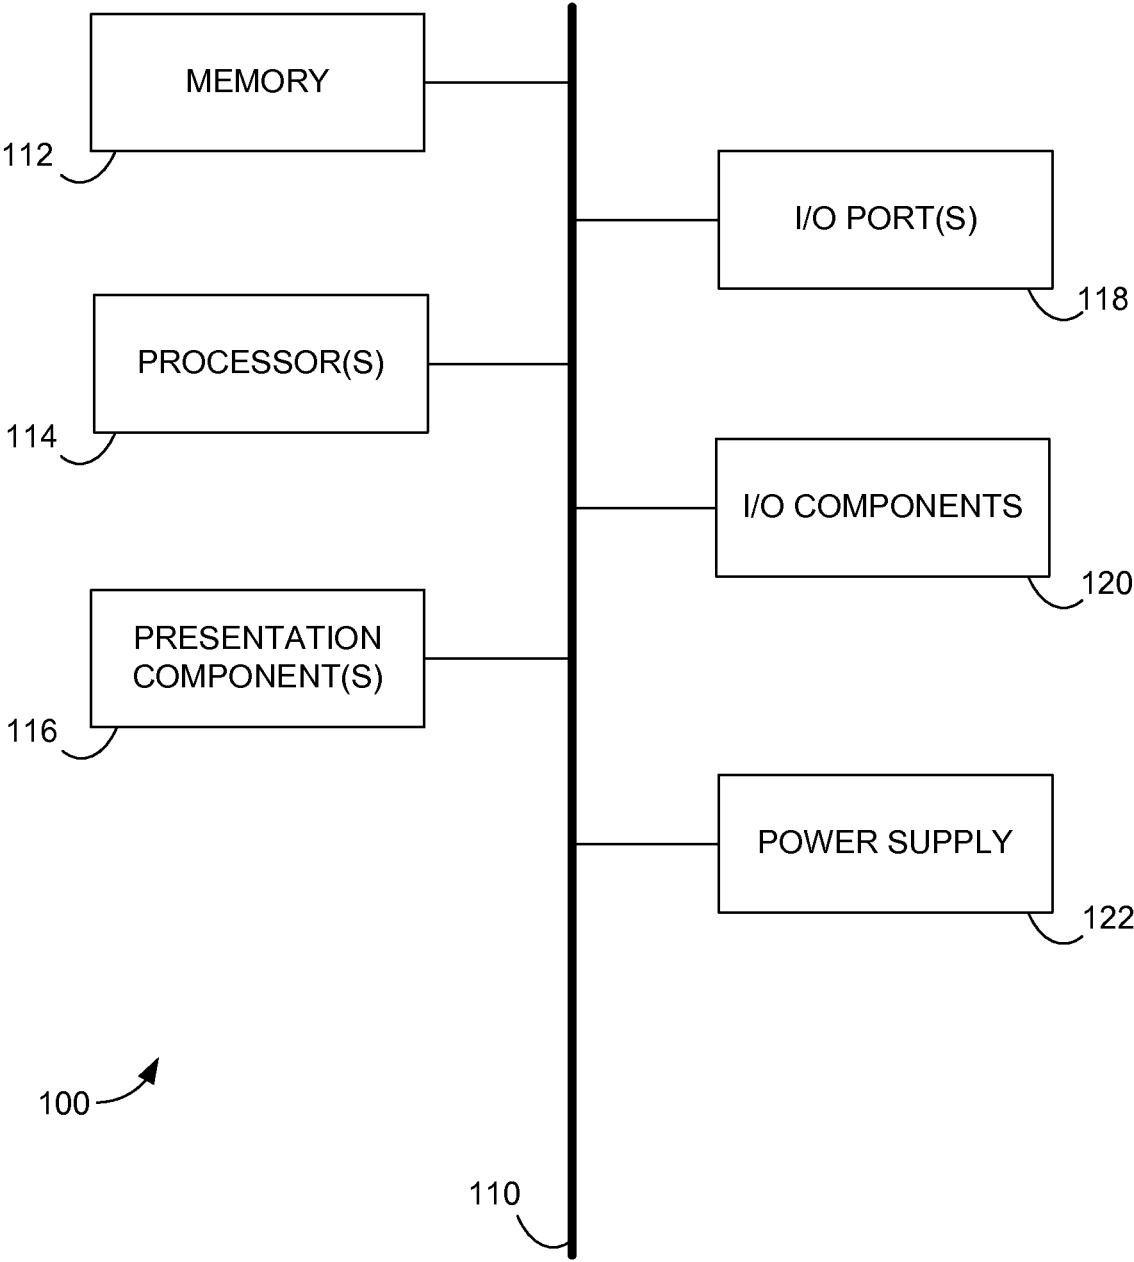 MEMORY
112
I/O PORT(S)
118
PROCESSOR(S)
114
I/O COMPONENTS
120
PRESENTATION
COMPONENT(S)
116
POWER SUPPLY
122
100
110